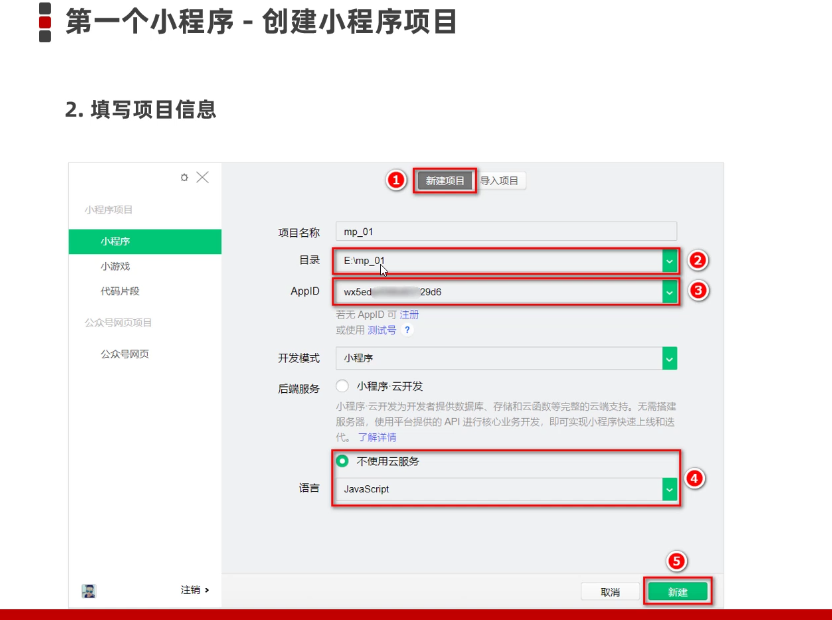 第一个小程序 - 创建小程序项目
2. 填写项目信息
1 新建项目 导入项目
小程序项目
小程序
小游戏
代码片段
公众号网页项目
公众号网页
注销
项目名称 mp_01
目录 E:\mp_01 2
AppID wx5ed 29d6 3
若无 AppID 可 注册
或使用 测试号 ?
开发模式 小程序
后端服务 小程序·云开发
小程序·云开发为开发者提供数据库、存储和云函数等完整的云端支持。无需搭建
服务器，使用平台提供的 API 进行核心业务开发，即可实现小程序快速上线和迭
代。 了解详情
不使用云服务
语言 JavaScript 4
5
取消 新建